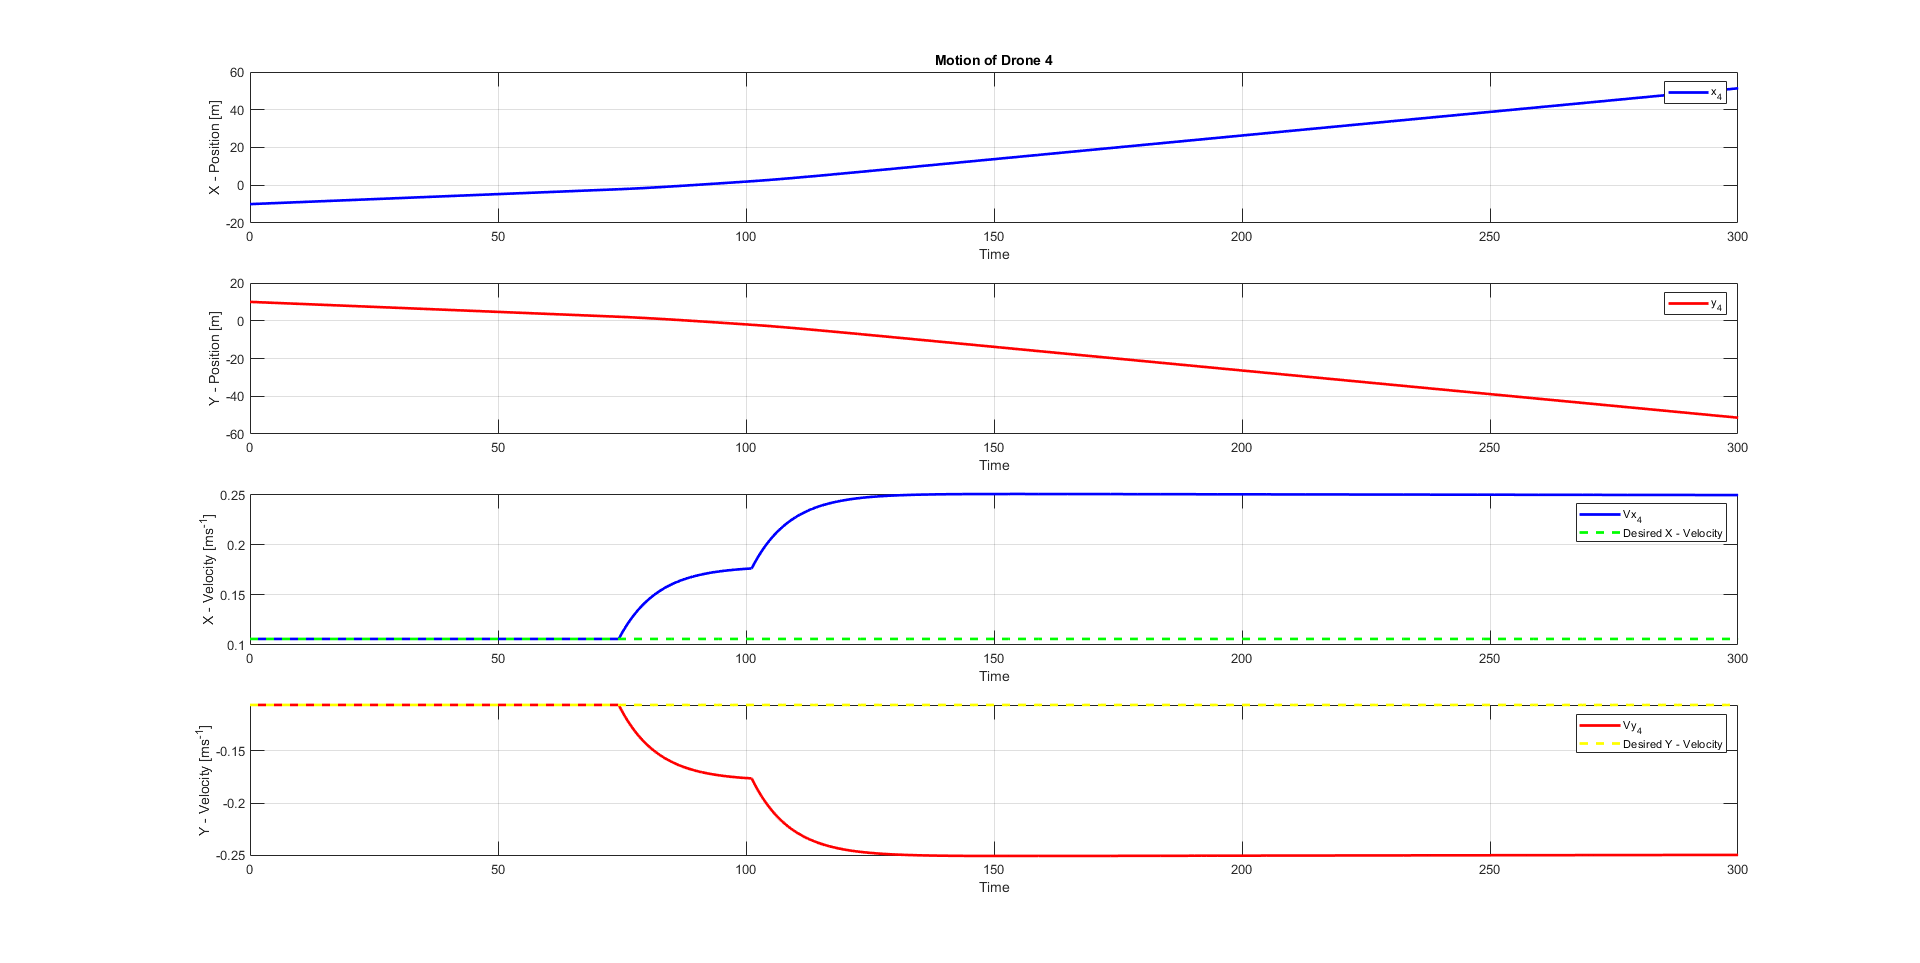 Motion of Drone 4
60
40
20
0
-20
X - Position [m]
x4
0 50 100 150 200 250 300
Time
20
0
-20
-40
-60
Y - Position [m]
y4
0 50 100 150 200 250 300
Time
0.25
0.2
0.15
0.1
X - Velocity [ms-1]
Vx4
Desired X - Velocity
0 50 100 150 200 250 300
Time
-0.15
-0.2
-0.25
Y - Velocity [ms-1]
Vy4
Desired Y - Velocity
0 50 100 150 200 250 300
Time